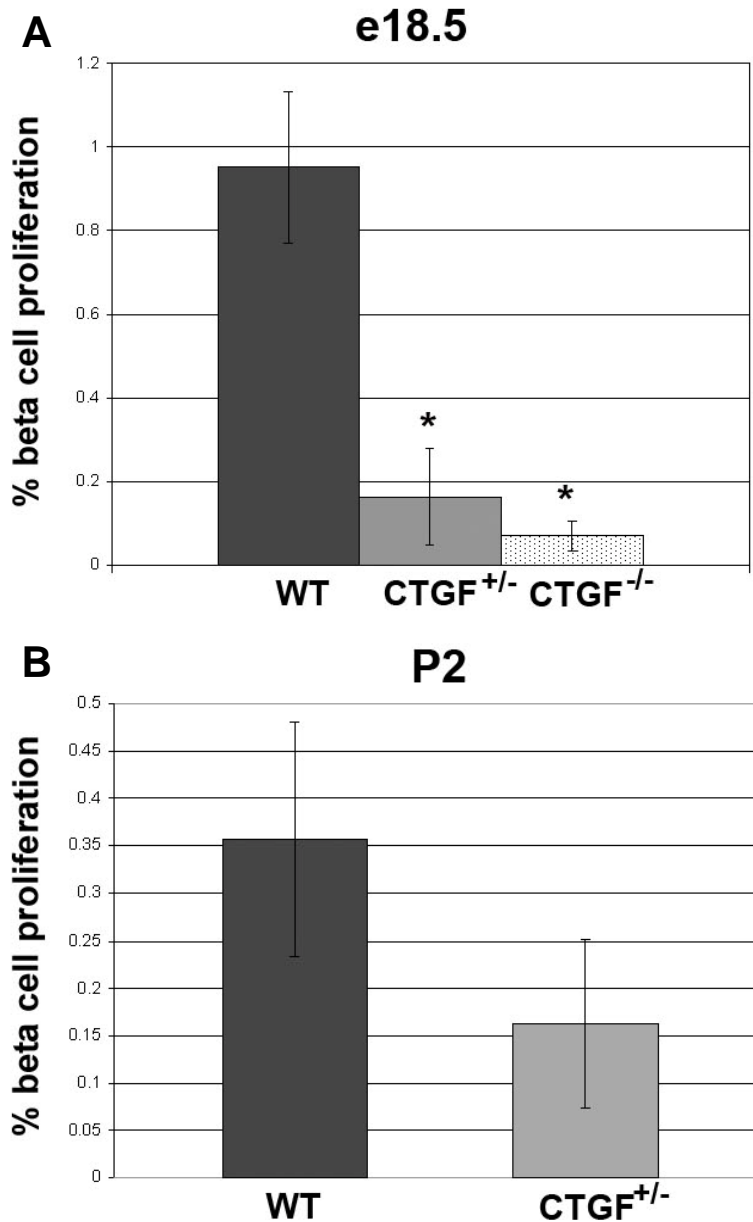 A
e18.5
% beta cell proliferation
1.2
1
0.8
0.6
0.4
0.2
0
*
*
WT CTGF+/- CTGF-/-
B
P2
% beta cell proliferation
0.5
0.45
0.4
0.35
0.3
0.25
0.2
0.15
0.1
0.05
0
WT CTGF+/-